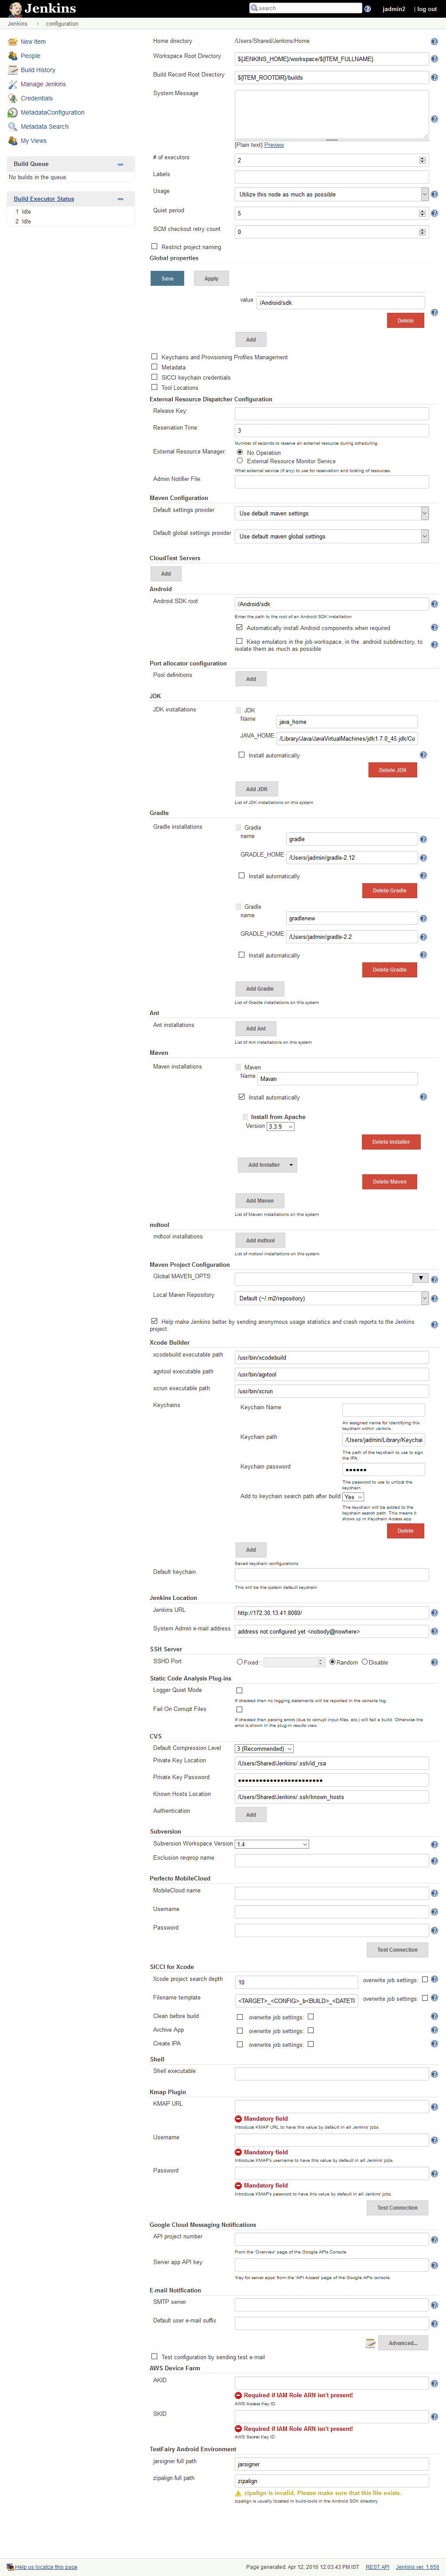 Jenkins
search
jadmin2 | log out
Jenkins › configuration
New Item
People
Build History
Manage Jenkins
Credentials
MetadataConfiguration
Metadata Search
My Views
Build Queue
No builds in the queue.
Build Executor Status
1 Idle
2 Idle
Home directory /Users/Shared/Jenkins/Home
Workspace Root Directory ${JENKINS_HOME}/workspace/${ITEM_FULLNAME}
Build Record Root Directory ${ITEM_ROOTDIR}/builds
System Message
[Plain text] Preview
# of executors 2
Labels
Usage Utilize this node as much as possible
Quiet period 5
SCM checkout retry count 0
Restrict project naming
Global properties
Save Apply
value /Android/sdk
Delete
Add
Keychains and Provisioning Profiles Management
Metadata
SICCI keychain credentials
Tool Locations
External Resource Dispatcher Configuration
Release Key:
Reservation Time: 3
Number of seconds to reserve an external resource during scheduling.
External Resource Manager: No Operation
External Resource Monitor Service
What external service (if any) to use for reservation and locking of resources
Admin Notifier File:
Maven Configuration
Default settings provider Use default maven settings
Default global settings provider Use default maven global settings
CloudTest Servers
Add
Android
Android SDK root /Android/sdk
Enter the path to the root of an Android SDK installation
Automatically install Android components when required
Keep emulators in the job workspace, in the .android subdirectory, to
isolate them as much as possible
Port allocator configuration
Pool definitions Add
JDK
JDK installations JDK
Name java_home
JAVA_HOME /Library/Java/JavaVirtualMachines/jdk1.7.0_45.jdk/Co
Install automatically
Delete JDK
Add JDK
List of JDK installations on this system
Gradle
Gradle installations Gradle
name gradle
GRADLE_HOME /Users/jadmin/gradle-2.12
Install automatically
Delete Gradle
Gradle
name gradlenew
GRADLE_HOME /Users/jadmin/gradle-2.2
Install automatically
Delete Gradle
Add Gradle
List of Gradle installations on this system
Ant
Ant installations Add Ant
List of Ant installations on this system
Maven
Maven installations Maven
Name Mavan
Install automatically
Install from Apache
Version 3.3.9
Delete Installer
Add Installer
Delete Maven
Add Maven
List of Maven installations on this system
mdtool
mdtool installations Add mdtool
List of mdtool installations on this system
Maven Project Configuration
Global MAVEN_OPTS
Local Maven Repository Default (~/.m2/repository)
Help make Jenkins better by sending anonymous usage statistics and crash reports to the Jenkins
project.
Xcode Builder
xcodebuild executable path /usr/bin/xcodebuild
agvtool executable path /usr/bin/agvtool
xcrun executable path /usr/bin/xcrun
Keychains Keychain Name
An assigned name for identifying this
keychain within Jenkins.
Keychain path /Users/jadmin/Library/Keychai
The path of the keychain to use to sign
the IPA.
Keychain password ••••••
The password to use to unlock the
keychain
Add to keychain search path after build Yes
The keychain will be added to the
keychain search path. This means it
shows up in Keychain Access.app
Delete
Add
Saved keychain configurations
Default keychain
This will be the system default keychain
Jenkins Location
Jenkins URL http://172.30.13.41:8080/
System Admin e-mail address address not configured yet <nobody@nowhere>
SSH Server
SSHD Port Fixed : Random Disable
Static Code Analysis Plug-ins
Logger Quiet Mode
If checked then no logging statements will be reported in the console log.
Fail On Corrupt Files
If checked then parsing errors (due to corrupt input files, etc.) will fail a build. Otherwise the
error is shown in the plug-in results view.
CVS
Default Compression Level 3 (Recommended)
Private Key Location /Users/Shared/Jenkins/.ssh/id_rsa
Private Key Password ••••••••••••••••••••••••
Known Hosts Location /Users/Shared/Jenkins/.ssh/known_hosts
Authentication Add
Subversion
Subversion Workspace Version 1.4
Exclusion revprop name
Perfecto MobileCloud
MobileCloud name
Username
Password
Test Connection
SICCI for Xcode
Xcode project search depth 10 overwrite job settings:
Filename template <TARGET>_<CONFIG>_b<BUILD>_<DATETI overwrite job settings:
Clean before build overwrite job settings:
Archive App overwrite job settings:
Create IPA overwrite job settings:
Shell
Shell executable
Kmap Plugin
KMAP URL
Mandatory field
Introduce KMAP URL to have this value by default in all Jenkins' jobs.
Username
Mandatory field
Introduce KMAP's username to have this value by default in all Jenkins' jobs.
Password
Mandatory field
Introduce KMAP's password to have this value by default in all Jenkins' jobs.
Test Connection
Google Cloud Messaging Notifications
API project number
From the 'Overview' page of the Google APIs Console
Server app API key
'Key for server apps' from the 'API Access' page of the Google APIs console
E-mail Notification
SMTP server
Default user e-mail suffix
Advanced...
Test configuration by sending test e-mail
AWS Device Farm
AKID
Required if IAM Role ARN isn't present!
AWS Access Key ID.
SKID
Required if IAM Role ARN isn't present!
AWS Secret Key ID.
TestFairy Android Environment
jarsigner full path jarsigner
zipalign full path zipalign
zipalign is invalid. Please make sure that this file exists.
zipalign is usually located in build-tools in the Android SDK directory
Help us localize this page
Page generated: Apr 12, 2016 12:03:43 PM IST REST API Jenkins ver. 1.656